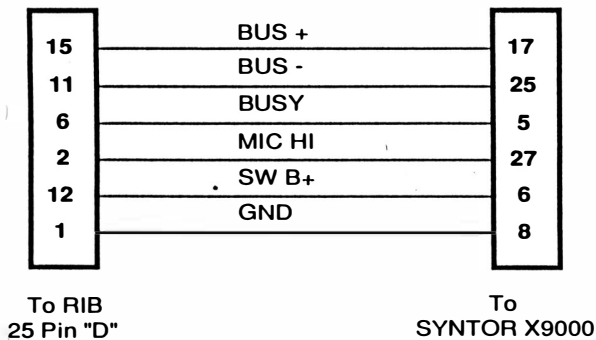 BUS +
15 17
BUS -
11 25
BUSY
6 5
MIC HI
2 27
SW B+
12 6
GND
1 8
To RIB
25 Pin "D"
To
SYNTOR X9000